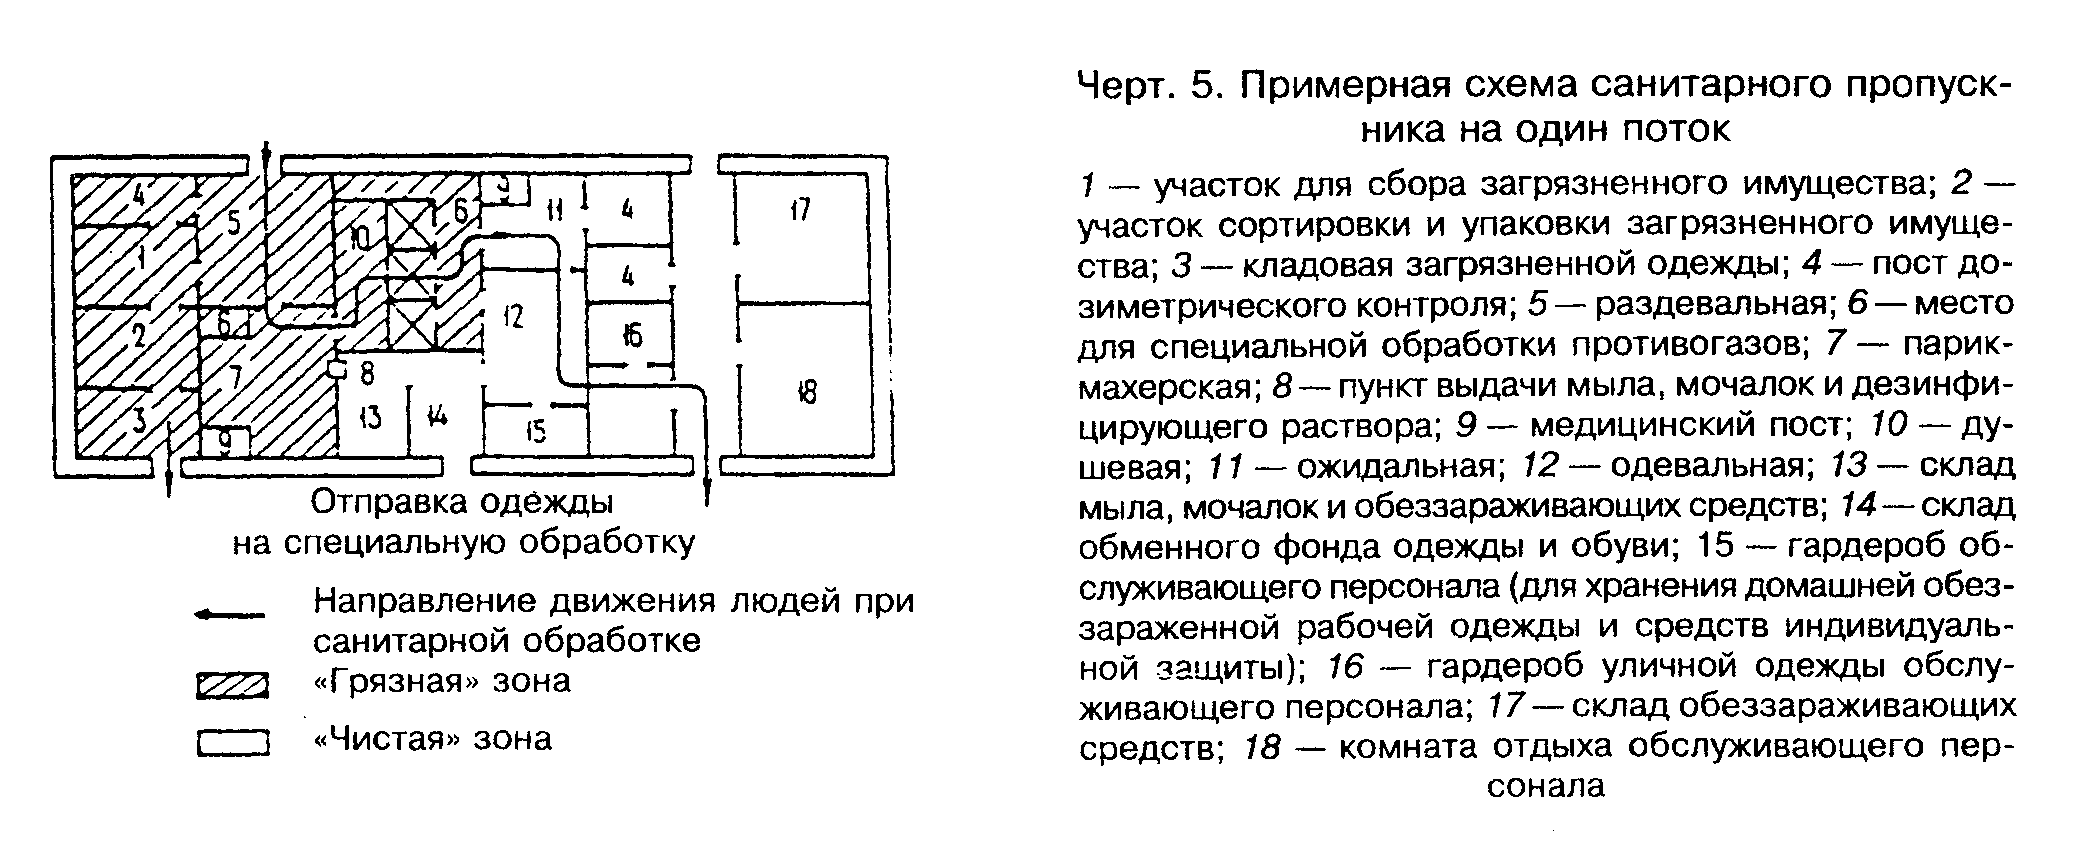 4
5
6
9
11
4
17
1
10
4
2
6
12
16
7
8
18
3
9
13
14
15
Отправка одежды
на специальную обработку
Направление движения людей при
санитарной обработке
«Грязная» зона
«Чистая» зона
Черт. 5. Примерная схема санитарного пропуск-
ника на один поток
1 — участок для сбора загрязненного имущества; 2 —
участок сортировки и упаковки загрязненного имуще-
ства; 3 — кладовая загрязненной одежды; 4 — пост до-
зиметрического контроля; 5 — раздевальная; 6 — место
для специальной обработки противогазов; 7 — парик-
махерская; 8 — пункт выдачи мыла, мочалок и дезинфи-
цирующего раствора; 9 — медицинский пост; 10 — ду-
шевая; 11 — ожидальная; 12 — одевальная; 13 — склад
мыла, мочалок и обеззараживающих средств; 14 — склад
обменного фонда одежды и обуви; 15 — гардероб об-
служивающего персонала (для хранения домашней обез-
зараженной рабочей одежды и средств индивидуаль-
ной защиты); 16 — гардероб уличной одежды обслу-
живающего персонала; 17 — склад обеззараживающих
средств; 18 — комната отдыха обслуживающего пер-
сонала